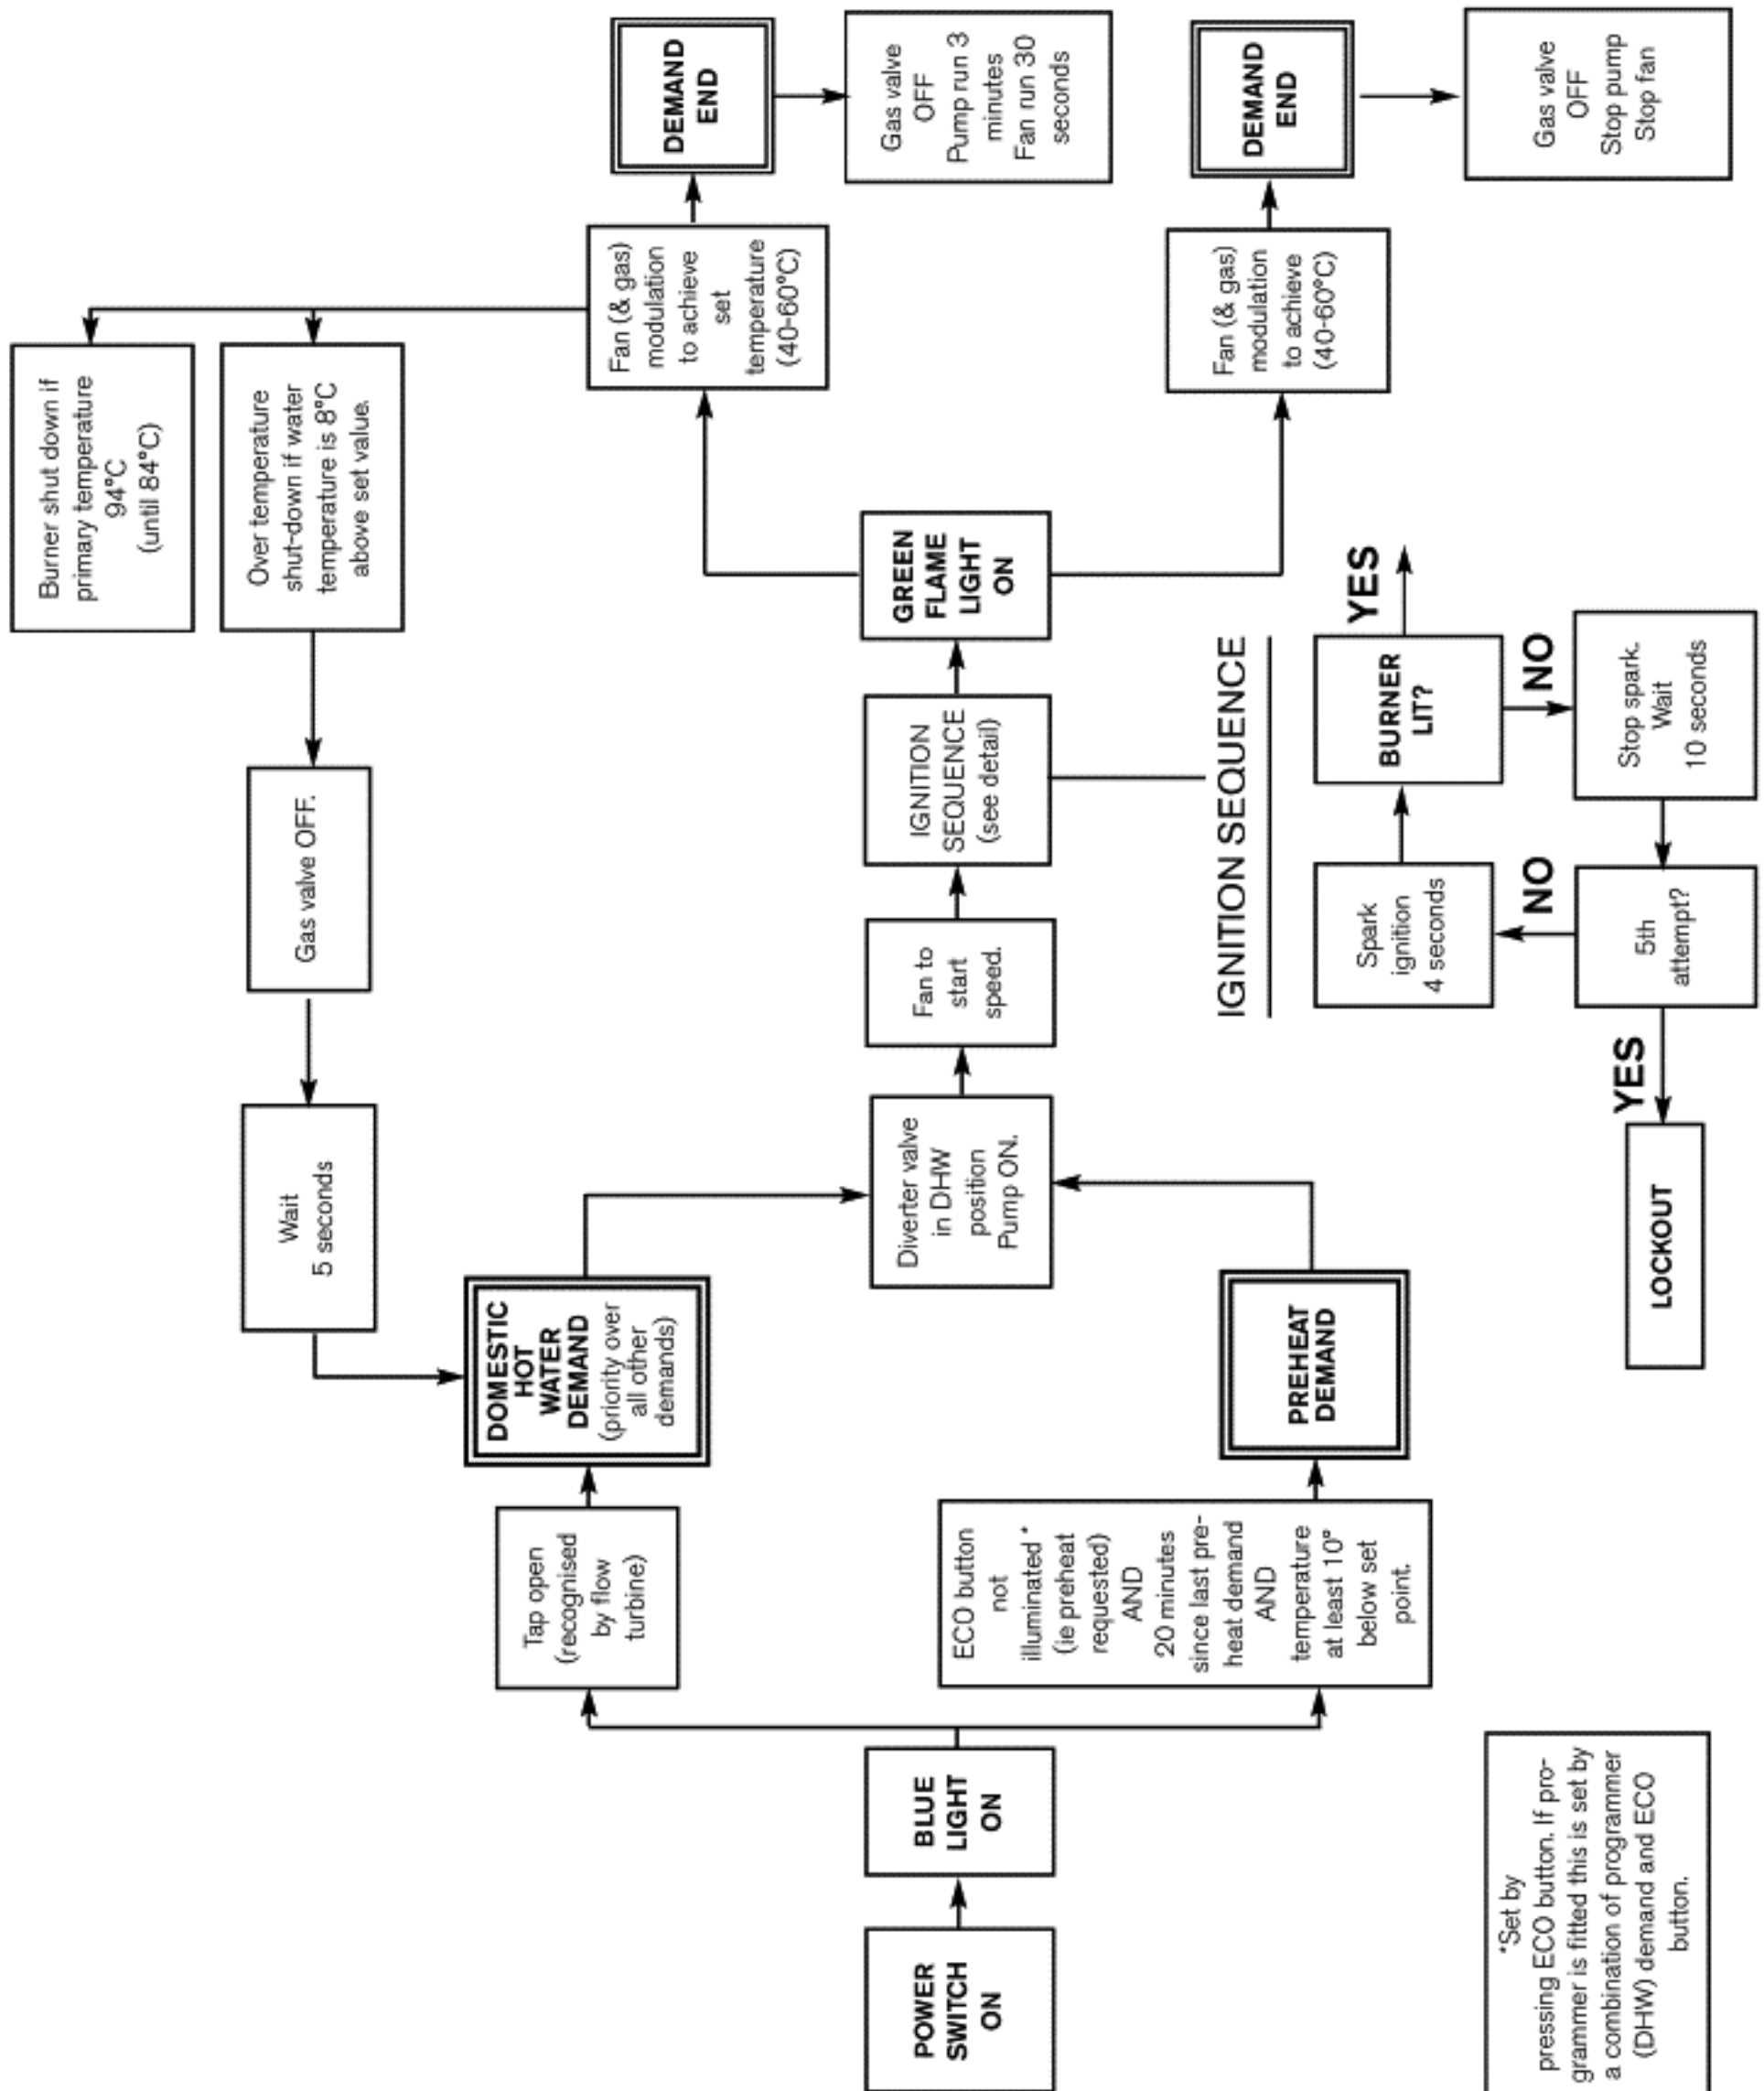 POWER
SWITCH
ON
BLUE
LIGHT
ON
Tap open
(recognised
by flow
turbine)
ECO button
not
illuminated *
(ie preheat
requested)
AND
20 minutes
since last pre-
heat demand
AND
temperature
at least 10°
below set
point.
DOMESTIC
HOT
WATER
DEMAND
(priority over
all other
demands)
PREHEAT
DEMAND
Diverter valve
in DHW
position
Pump ON.
Fan to
start
speed.
IGNITION
SEQUENCE
(see detail)
GREEN
FLAME
LIGHT
ON
Fan (& gas)
modulation
to achieve
set
temperature
(40-60°C)
DEMAND
END
Gas valve
OFF
Pump run 3
minutes
Fan run 30
seconds
Burner shut down if
primary temperature
94°C
(until 84°C)
Over temperature
shut-down if water
temperature is 8°C
above set value.
Gas valve OFF.
Wait
5 seconds
Fan (& gas)
modulation
to achieve
(40-60°C)
DEMAND
END
Gas valve
OFF
Stop pump
Stop fan
IGNITION SEQUENCE
Spark
ignition
4 seconds
BURNER
LIT?
YES
NO
Stop spark.
Wait
10 seconds
5th
attempt?
NO
YES
LOCKOUT
*Set by
pressing ECO button. If pro-
grammer is fitted this is set by
a combination of programmer
(DHW) demand and ECO
button.